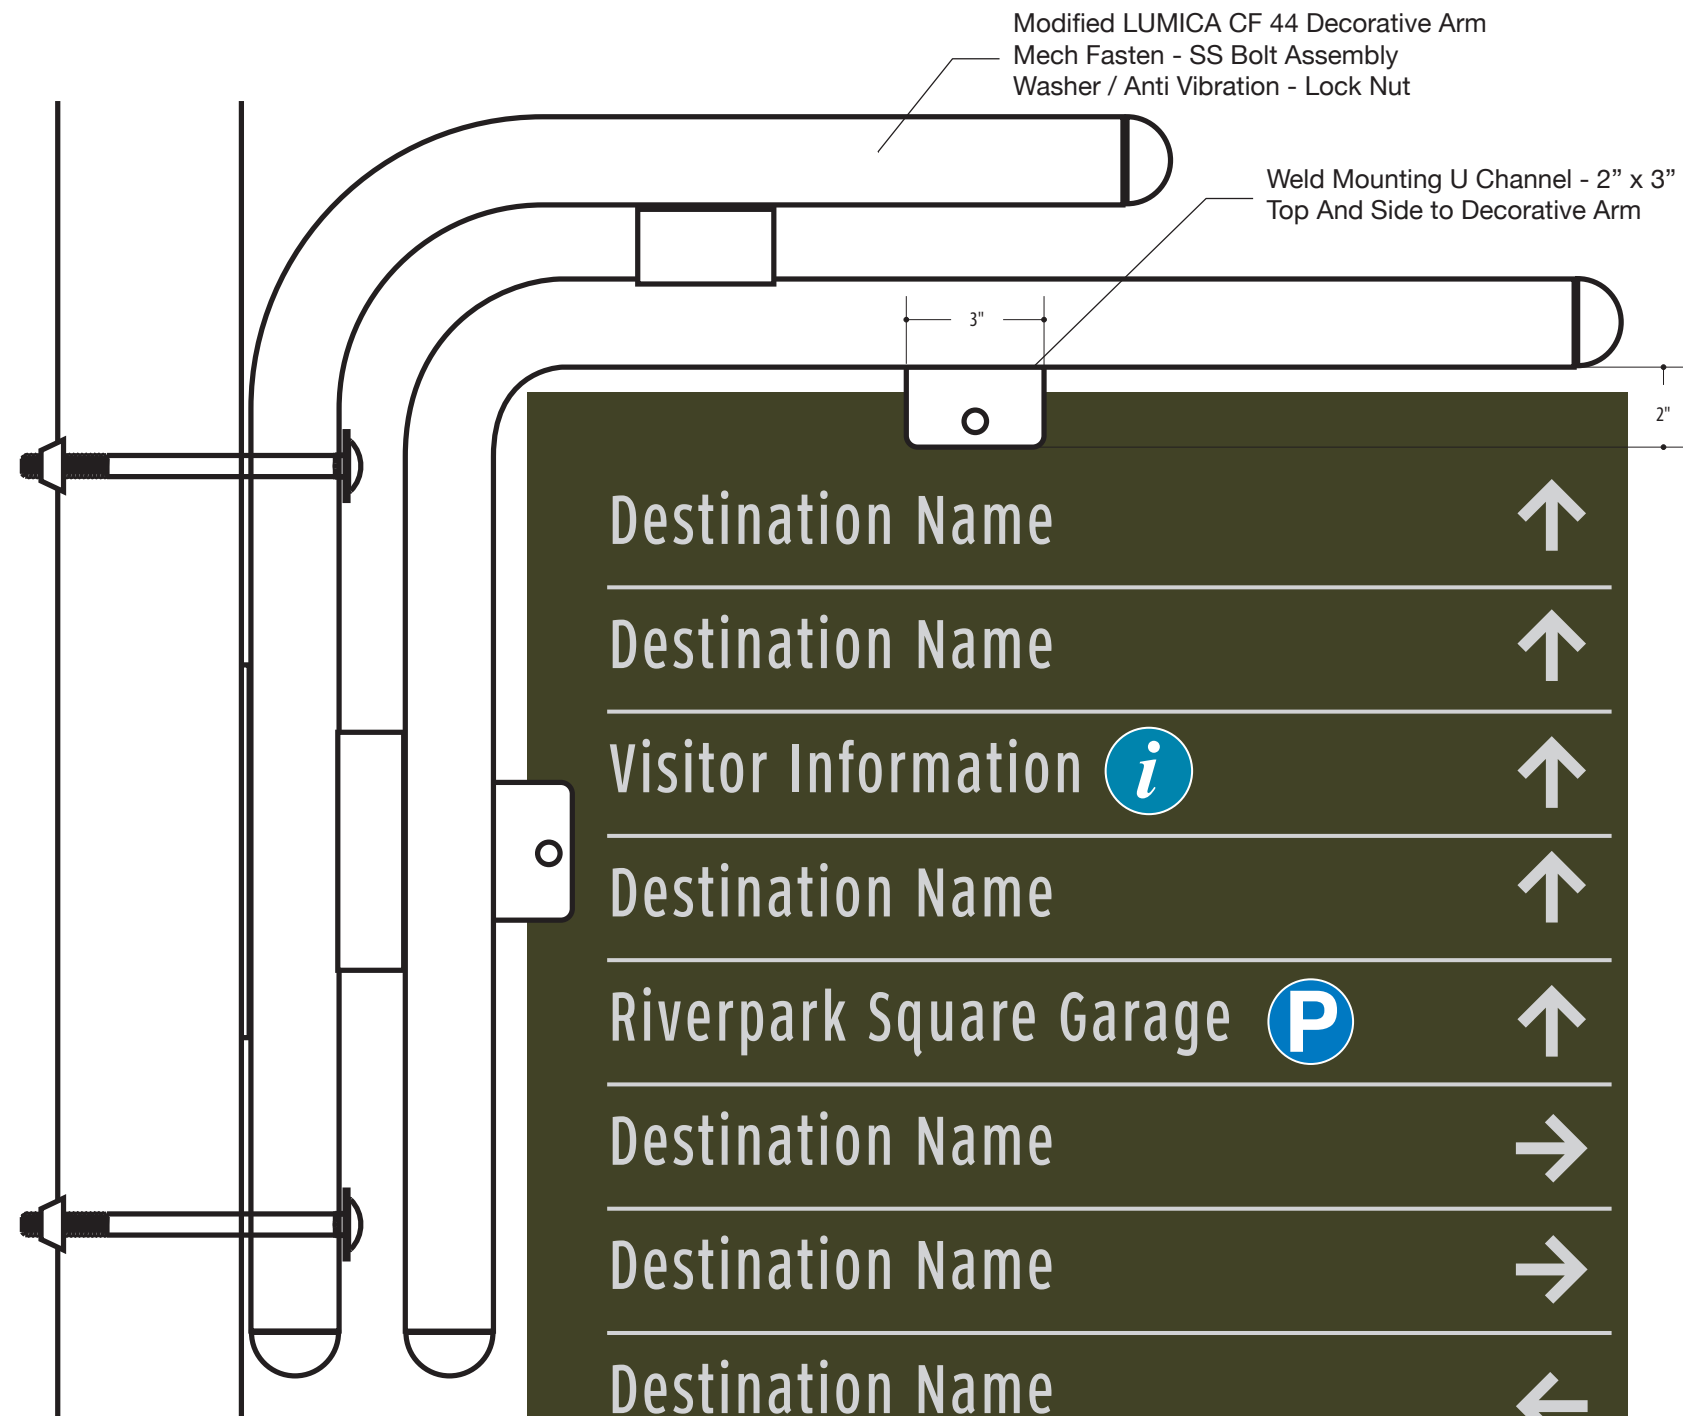 Modified LUMICA CF 44 Decorative Arm
Mech Fasten - SS Bolt Assembly
Washer / Anti Vibration - Lock Nut
Weld Mounting U Channel - 2” x 3”
Top And Side to Decorative Arm
3"
2"
Destination Name
Destination Name
Visitor Information i
Destination Name
Riverpark Square Garage P
Destination Name
Destination Name
Destination Name